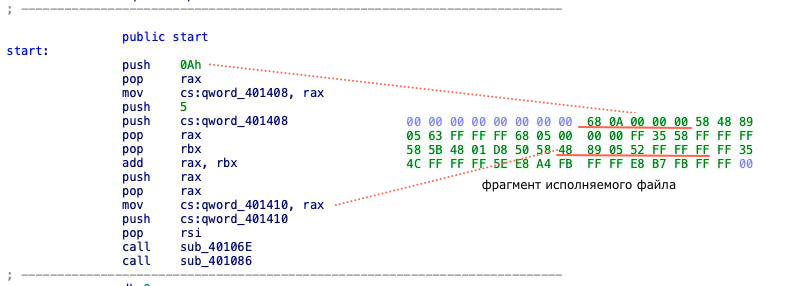 ; ───────────────────────────────────────────────────────────────────────────
public start
start:
push 0Ah
pop rax
mov cs:qword_401408, rax
push 5
push cs:qword_401408
pop rax
pop rbx
add rax, rbx
push rax
pop rax
mov cs:qword_401410, rax
push cs:qword_401410
pop rsi
call sub_40106E
call sub_401086
; ───────────────────────────────────────────────────────────────────────────
00 00 00 00 00 00 00 00 00 68 0A 00 00 00 58 48 89
05 63 FF FF FF 68 05 00 00 00 FF 35 58 FF FF FF
58 5B 48 01 D8 50 58 48 89 05 52 FF FF FF FF 35
4C FF FF FF 5E E8 A4 FB FF FF E8 B7 FB FF FF 00
фрагмент исполняемого файла